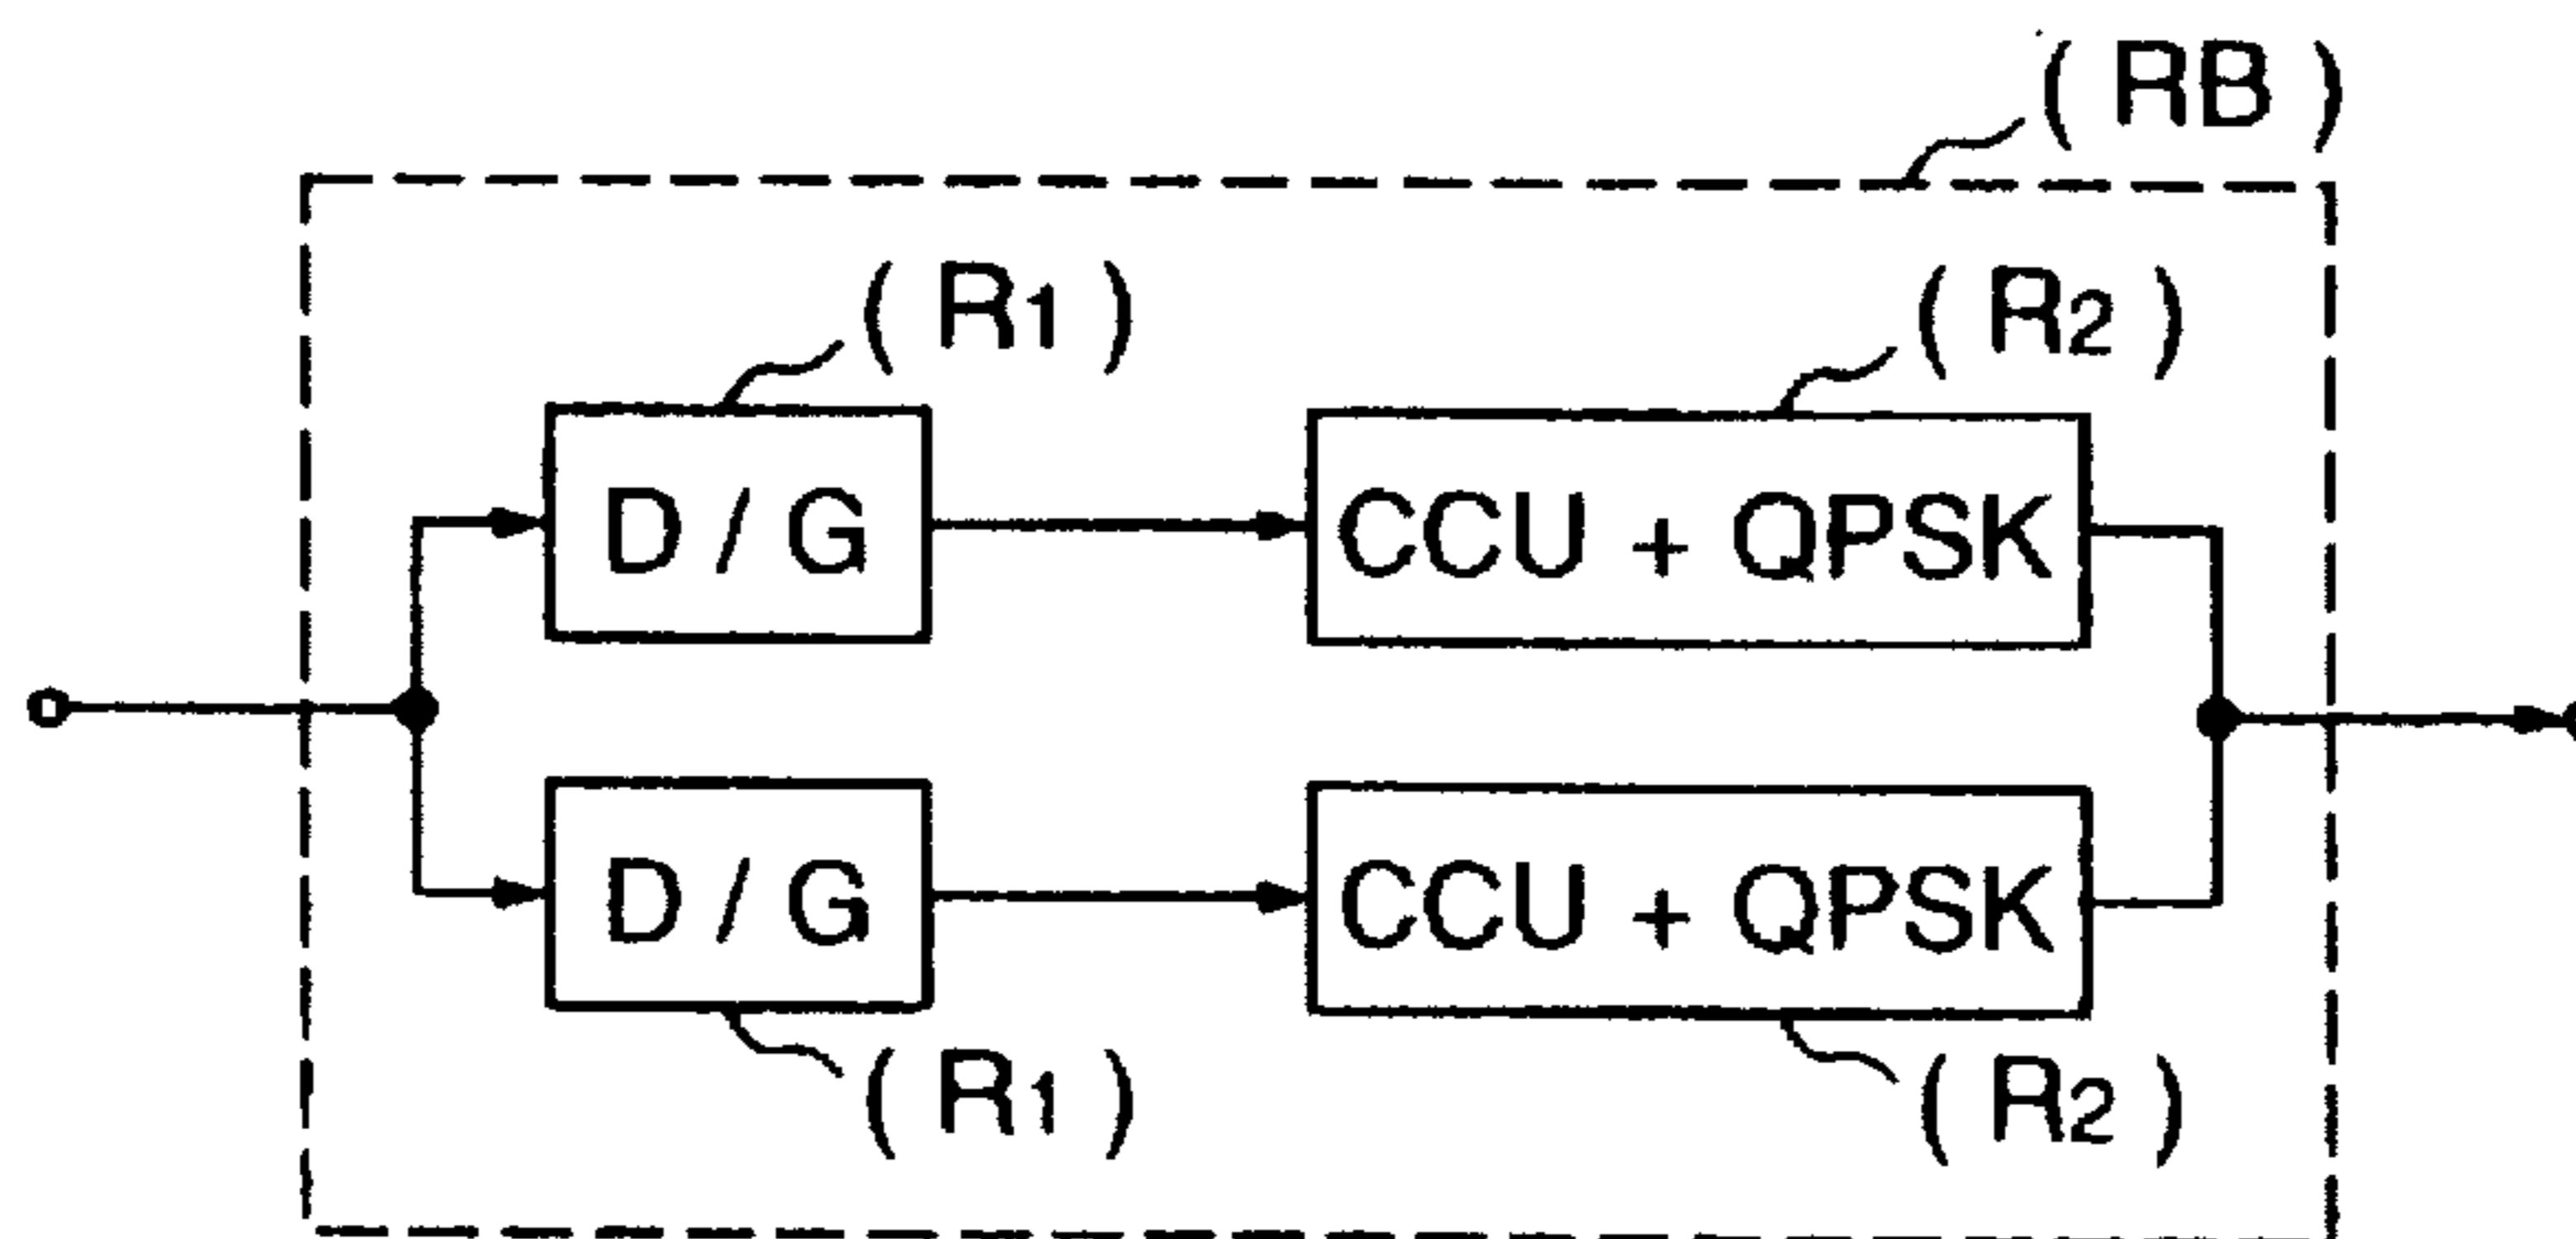 ( RB )
( R1 )
( R2 )
D / G
CCU + QPSK
D / G
CCU + QPSK
( R1 )
( R2 )